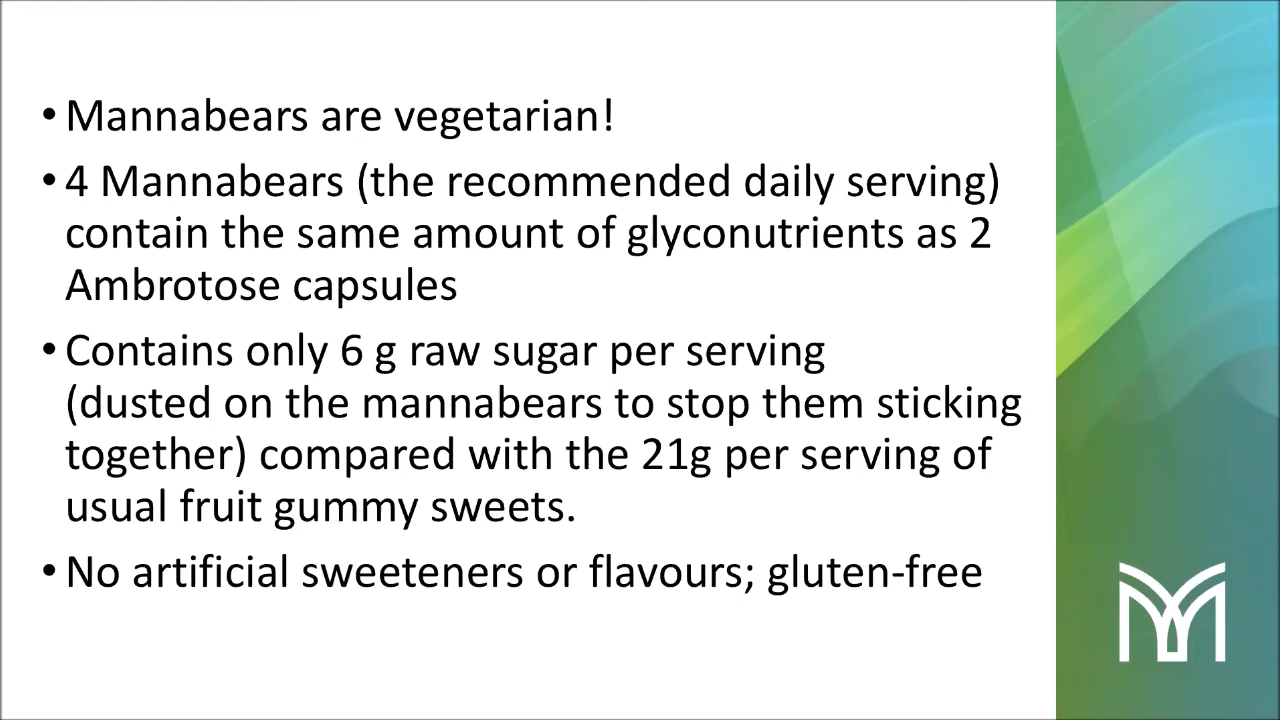 • Mannabears are vegetarian!
• 4 Mannabears (the recommended daily serving)
contain the same amount of glyconutrients as 2
Ambrotose capsules
• Contains only 6 g raw sugar per serving
(dusted on the mannabears to stop them sticking
together) compared with the 21g per serving of
usual fruit gummy sweets.
• No artificial sweeteners or flavours; gluten-free